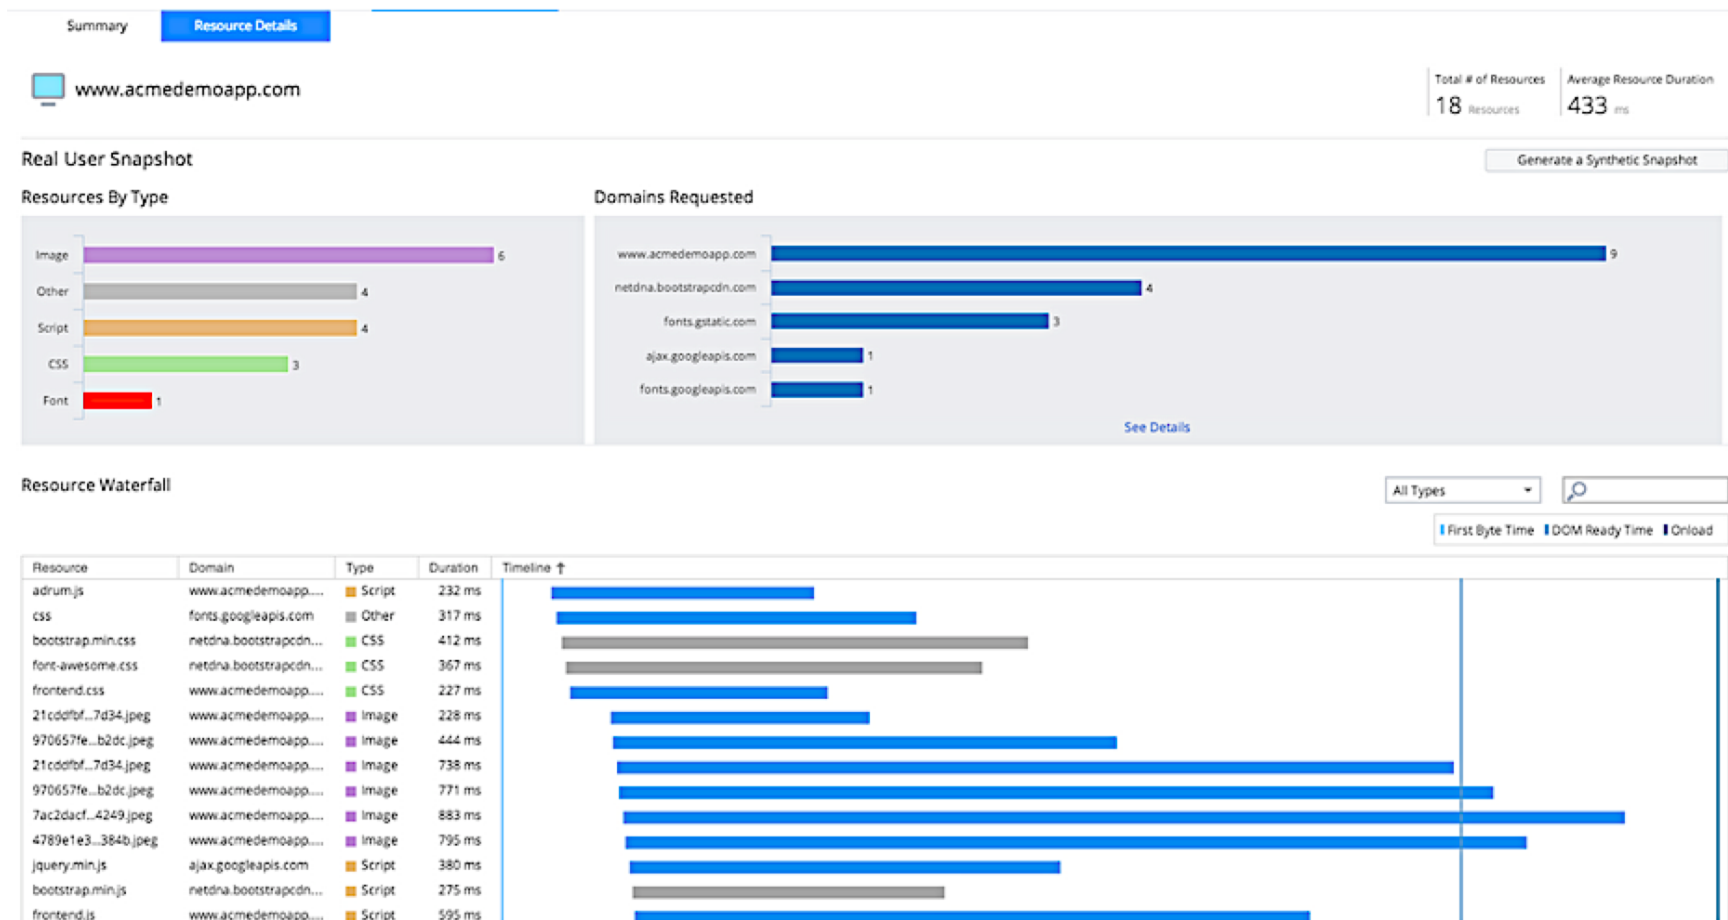 Summary Resource Details
www.acmedemoapp.com
Total # of Resources Average Resource Duration
18 Resources 433 ms
Real User Snapshot
Generate a Synthetic Snapshot
Resources By Type
Image 6
Other 4
Script 4
CSS 3
Font 1
Domains Requested
www.acmedemoapp.com 9
netdna.bootstrapcdn.com 4
fonts.gstatic.com 3
ajax.googleapis.com 1
fonts.googleapis.com 1
See Details
Resource Waterfall
All Types
First Byte Time DOM Ready Time Onload
Resource Domain Type Duration Timeline ↑
adrum.js www.acmedemoapp.... Script 232 ms
css fonts.googleapis.com Other 317 ms
bootstrap.min.css netdna.bootstrapcdn... CSS 412 ms
font-awesome.css netdna.bootstrapcdn... CSS 367 ms
frontend.css www.acmedemoapp.... CSS 227 ms
21cddfbf...7d34.jpeg www.acmedemoapp.... Image 228 ms
970657fe...b2dc.jpeg www.acmedemoapp.... Image 444 ms
21cddfbf...7d34.jpeg www.acmedemoapp.... Image 738 ms
970657fe...b2dc.jpeg www.acmedemoapp.... Image 771 ms
7ac2dacf...4249.jpeg www.acmedemoapp.... Image 883 ms
4789e1e3...384b.jpeg www.acmedemoapp.... Image 795 ms
jquery.min.js ajax.googleapis.com Script 380 ms
bootstrap.min.js netdna.bootstrapcdn... Script 275 ms
frontend.js www.acmedemoapp.... Script 595 ms